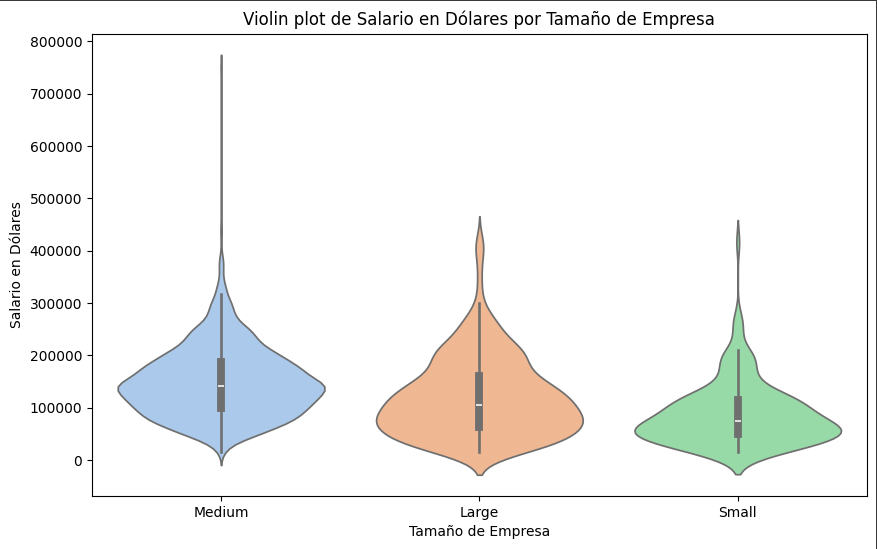 Violin plot de Salario en Dólares por Tamaño de Empresa
800000
700000
600000
500000
400000
300000
200000
100000
0
Salario en Dólares
Medium
Large
Small
Tamaño de Empresa